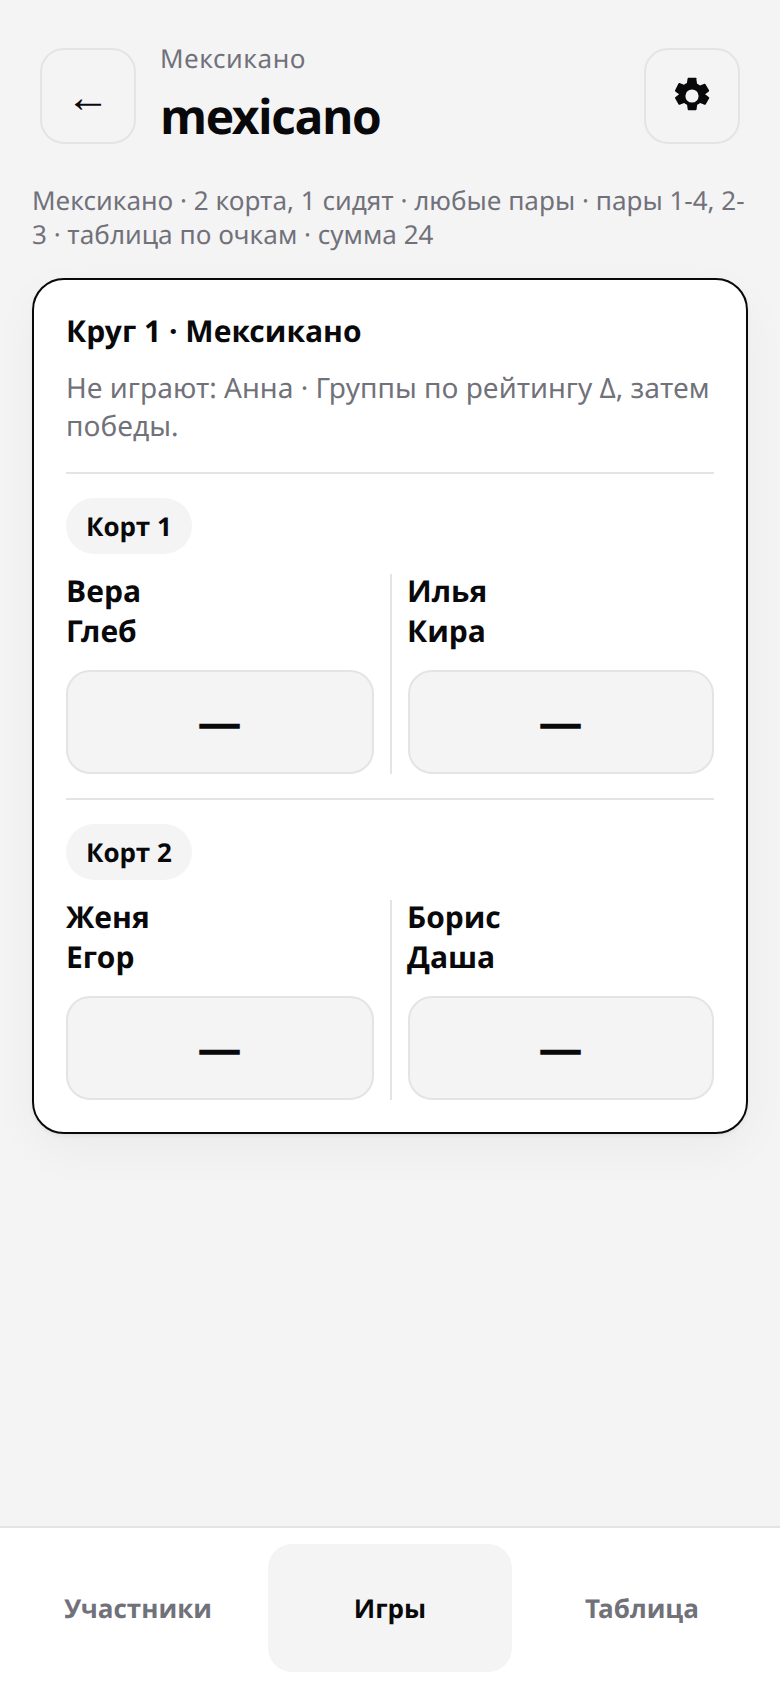 ←
Мексикано
mexicano
Мексикано · 2 корта, 1 сидят · любые пары · пары 1-4, 2-
3 · таблица по очкам · сумма 24
Круг 1 · Мексикано
Не играют: Анна · Группы по рейтингу Δ, затем
победы.
Корт 1
Вера
Глеб
Илья
Кира
—
—
Корт 2
Женя
Егор
Борис
Даша
—
—
Участники
Игры
Таблица